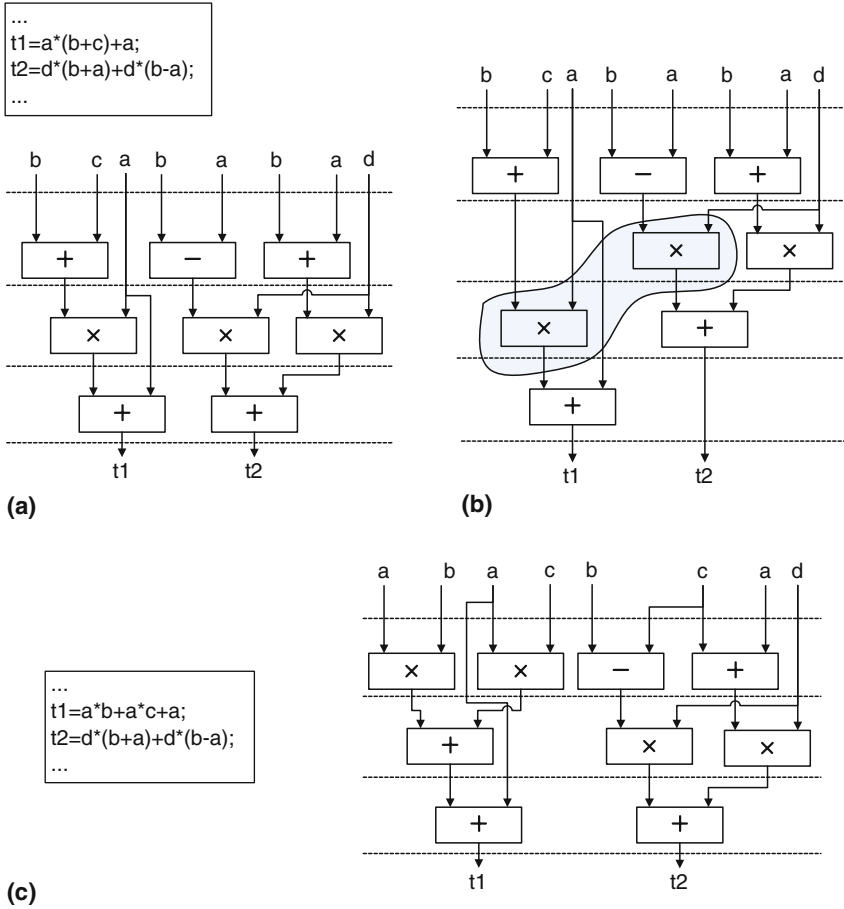 ...
t1=a*(b+c)+a;
t2=d*(b+a)+d*(b-a);
...
b c a b a b a d
+ − +
× × ×
+ +
t1 t2
(a)
b c a b a b a d
+ − +
× ×
× +
+
t1 t2
(b)
...
t1=a*b+a*c+a;
t2=d*(b+a)+d*(b-a);
...
a b a c b c a d
× × − +
+ × ×
+ +
t1 t2
(c)